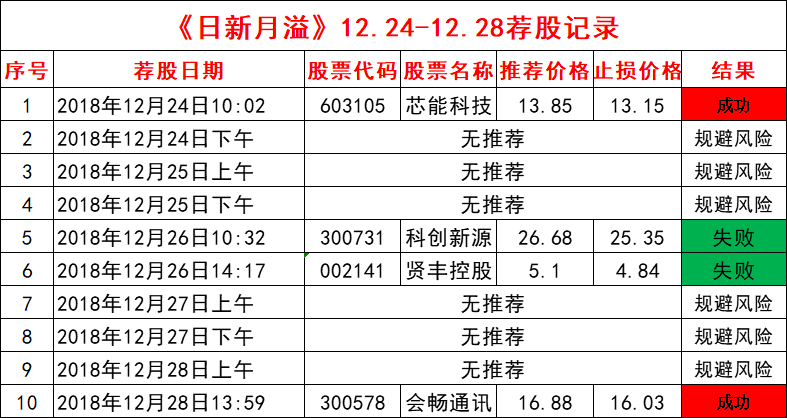 《日新月溢》12.24-12.28荐股记录
序号 荐股日期 股票代码 股票名称 推荐价格 止损价格 结果
1 2018年12月24日10:02 603105 芯能科技 13.85 13.15 成功
2 2018年12月24日下午 无推荐 规避风险
3 2018年12月25日上午 无推荐 规避风险
4 2018年12月25日下午 无推荐 规避风险
5 2018年12月26日10:32 300731 科创新源 26.68 25.35 失败
6 2018年12月26日14:17 002141 贤丰控股 5.1 4.84 失败
7 2018年12月27日上午 无推荐 规避风险
8 2018年12月27日下午 无推荐 规避风险
9 2018年12月28日上午 无推荐 规避风险
10 2018年12月28日13:59 300578 会畅通讯 16.88 16.03 成功